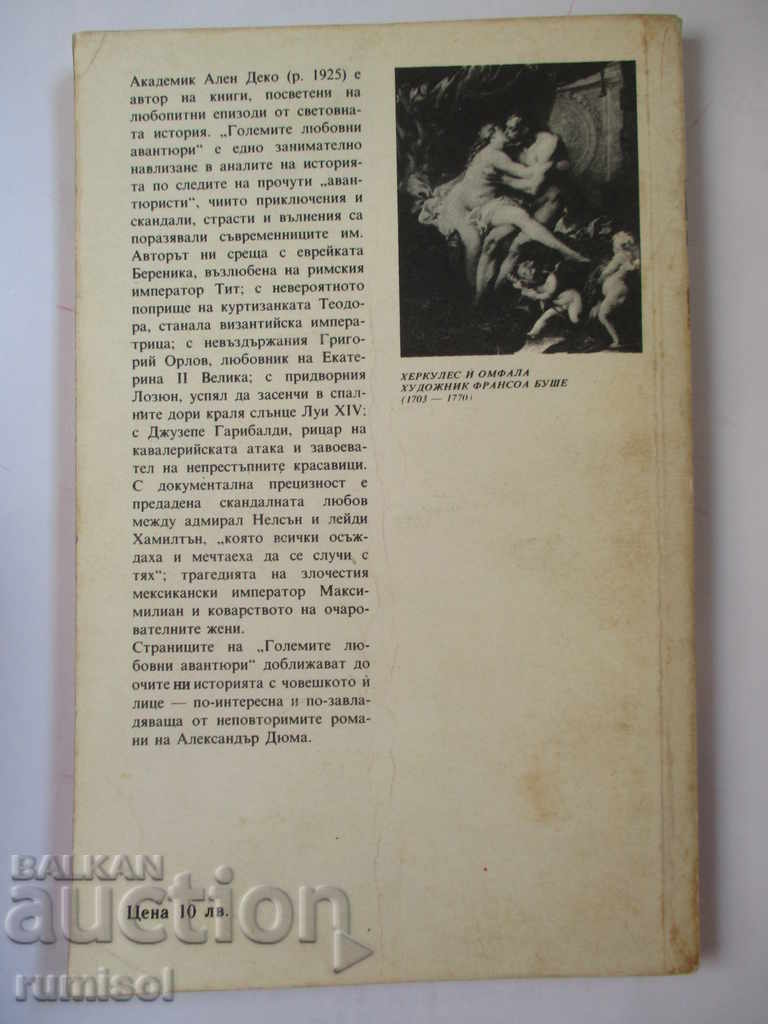 Академик Ален Деко (р. 1925) е
автор на книги, посветени на
любопитни епизоди от световна-
та история. „Големите любовни
авантюри“ е едно занимателно
навлизане в аналите на история-
та по следите на прочути „аван-
тюристи“, чиито приключения и
скандали, страсти и вълнения са
поразявали съвременниците им.
Авторът ни среща с еврейката
Береника, възлюбена на римския
император Тит; с невероятното
поприще на куртизанката Теодо-
ра, станала византийска импера-
трица; с невъздържания Григо-
рий Орлов, любовник на Екате-
рина II Велика; с придворния
Лозюн, успял да засенчи в спал-
ните дори краля слънце Луи XIV;
с Джузепе Гарибалди, рицар на
кавалерийската атака и завоева-
тел на непрестъпните красавици.
С документална прецизност е
предадена скандалната любов
между адмирал Нелсън и лейди
Хамилтън, „която всички осъж-
даха и мечтаеха да се случи с
тях“; трагедията на злочестия
мексикански император Макси-
милиан и коварството на очаро-
вателните жени.
Страниците на „Големите лю-
бовни авантюри“ доближават до
очите ни историята с човешкото ѝ
лице — по-интересна и по-завла-
дяваща от неповторимите рома-
ни на Александър Дюма.
ХЕРКУЛЕС И ОМФАЛА
ХУДОЖНИК ФРАНСОА БУШЕ
(1703 — 1770)
Цена 10 лв.
BALKAN
auction
rumisol